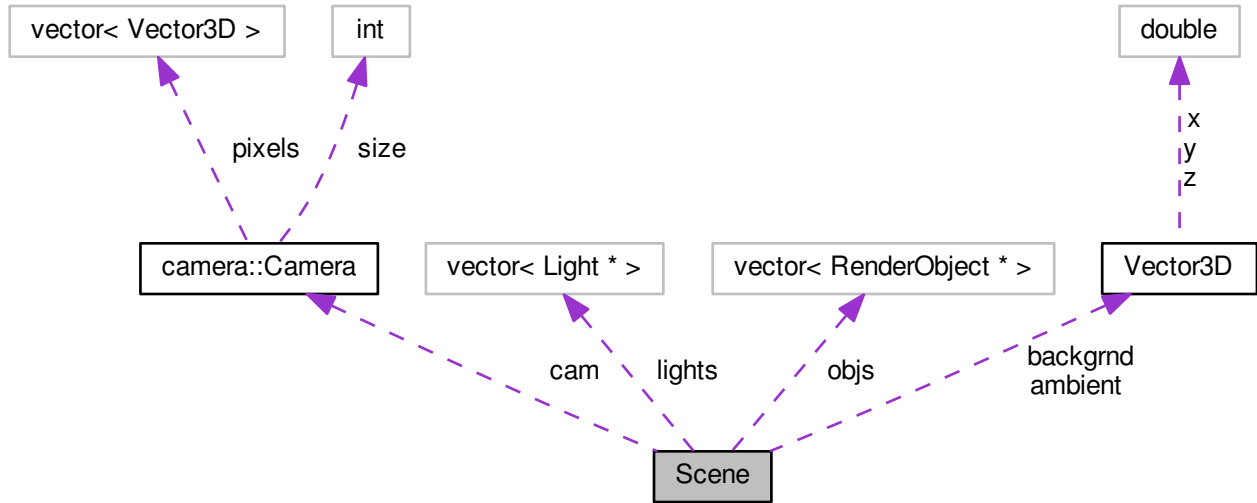 vector< Vector3D >
int
double
pixels
size
x
y
z
camera::Camera
vector< Light * >
vector< RenderObject * >
Vector3D
cam
lights
objs
backgrnd
ambient
Scene